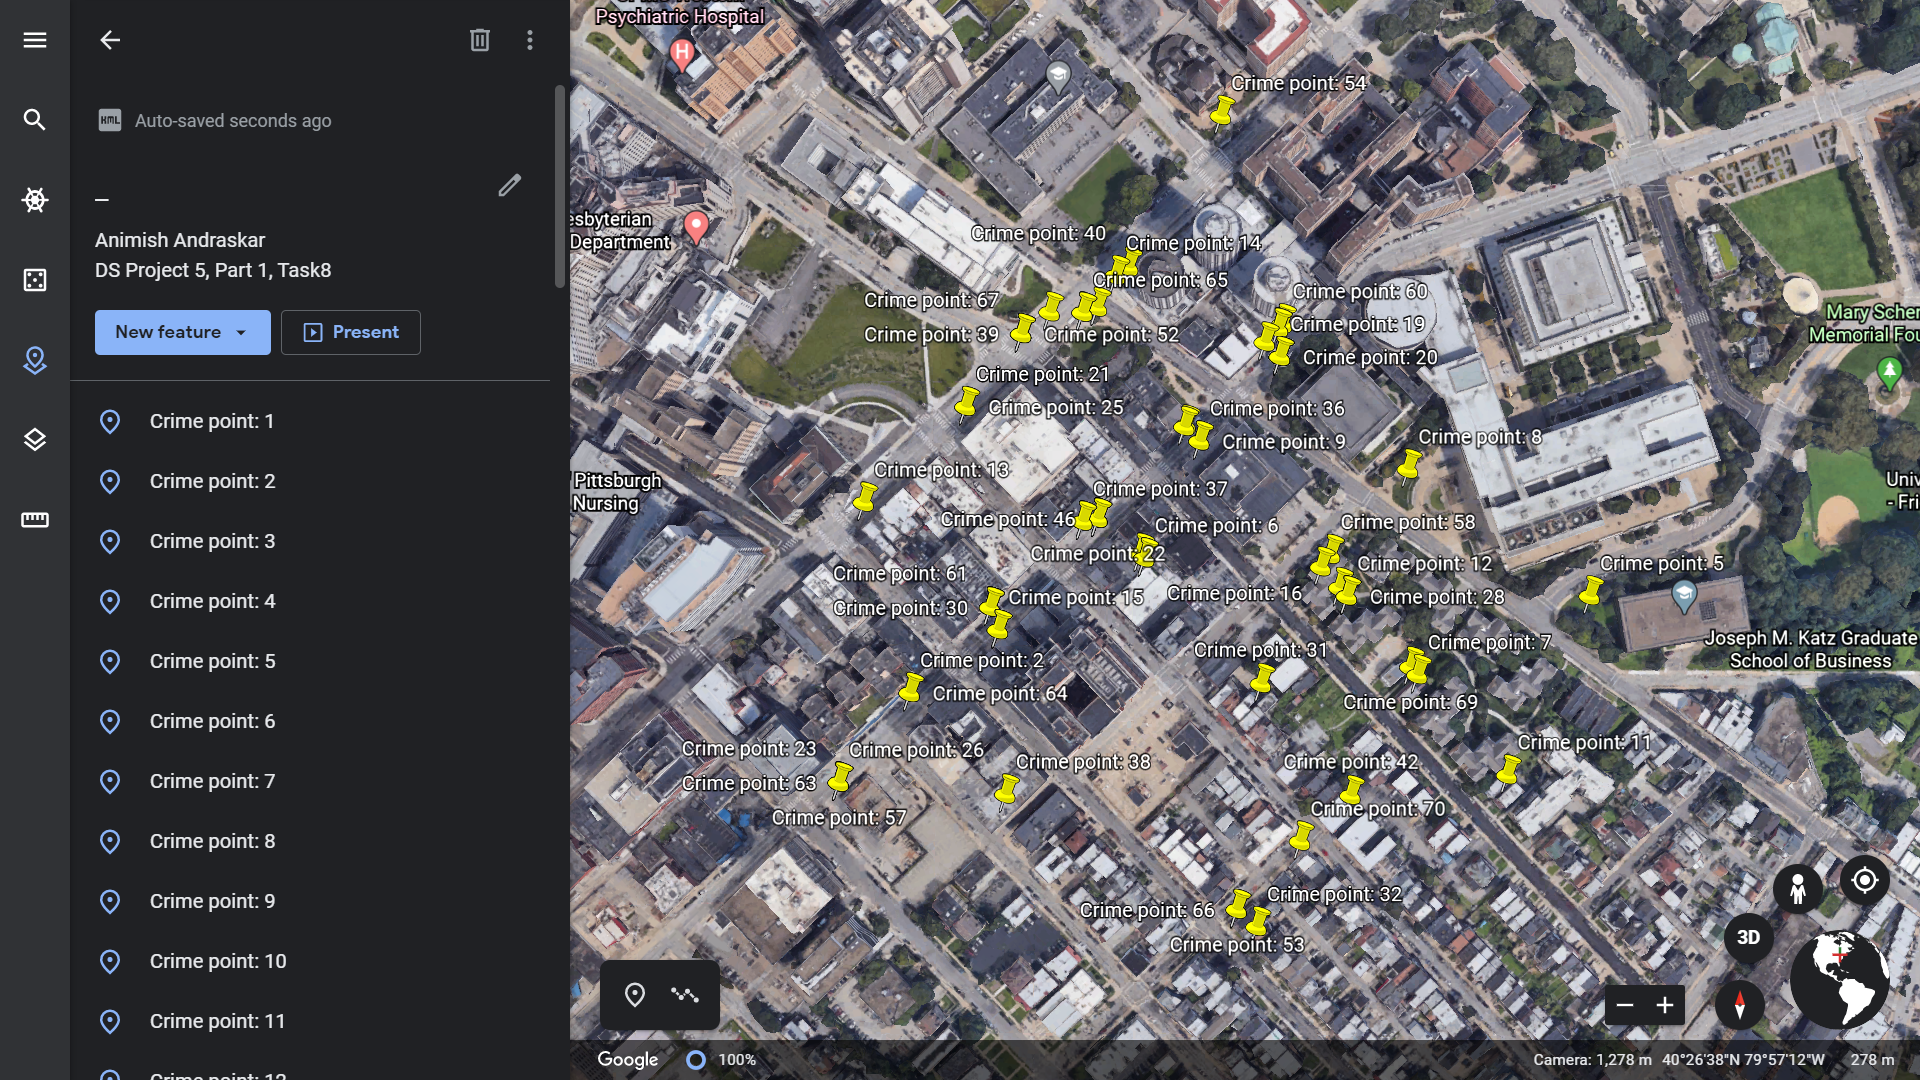 Auto-saved seconds ago
KML
–
Animish Andraskar
DS Project 5, Part 1, Task8
New feature
Present
Crime point: 1
Crime point: 2
Crime point: 3
Crime point: 4
Crime point: 5
Crime point: 6
Crime point: 7
Crime point: 8
Crime point: 9
Crime point: 10
Crime point: 11
Psychiatric Hospital
H
Crime point: 54
esbyterian
Department
Crime point: 40
Crime point: 14
Crime point: 65
Crime point: 67
Crime point: 60
Crime point: 39
Crime point: 52
Crime point: 19
Crime point: 20
Mary Scher
Memorial Fou
Crime point: 21
Crime point: 25
Crime point: 36
Crime point: 9
Crime point: 8
Crime point: 13
Pittsburgh
Nursing
Crime point: 37
Crime point: 46
Crime point: 6
Crime point: 58
Univ
- Fri
Crime point: 22
Crime point: 12
Crime point: 5
Crime point: 61
Crime point: 30
Crime point: 15
Crime point: 16
Crime point: 28
Crime point: 31
Crime point: 7
Joseph M. Katz Graduate
School of Business
Crime point: 2
Crime point: 64
Crime point: 69
Crime point: 23
Crime point: 26
Crime point: 38
Crime point: 42
Crime point: 11
Crime point: 63
Crime point: 57
Crime point: 70
Crime point: 32
Crime point: 66
Crime point: 53
3D
Google
100%
Camera: 1,278 m 40°26'38"N 79°57'12"W 278 m